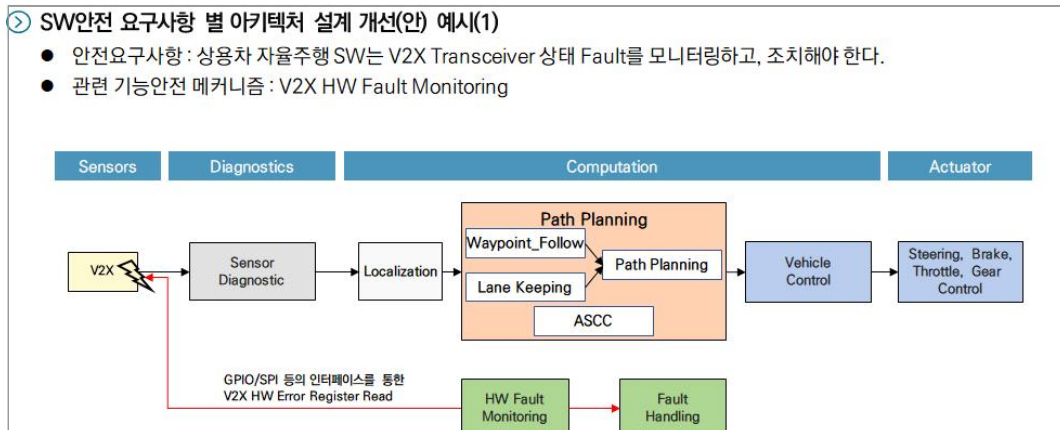 SW안전 요구사항 별 아키텍처 설계 개선(안) 예시(1)
● 안전요구사항 : 상용차 자율주행 SW는 V2X Transceiver 상태 Fault를 모니터링하고, 조치해야 한다.
● 관련 기능안전 메커니즘 : V2X HW Fault Monitoring
Sensors
Diagnostics
Computation
Actuator
V2X
Sensor
Diagnostic
Localization
Path Planning
Waypoint_Follow
Lane Keeping
Path Planning
ASCC
Vehicle
Control
Steering, Brake,
Throttle, Gear
Control
GPIO/SPI 등의 인터페이스를 통한
V2X HW Error Register Read
HW Fault
Monitoring
Fault
Handling